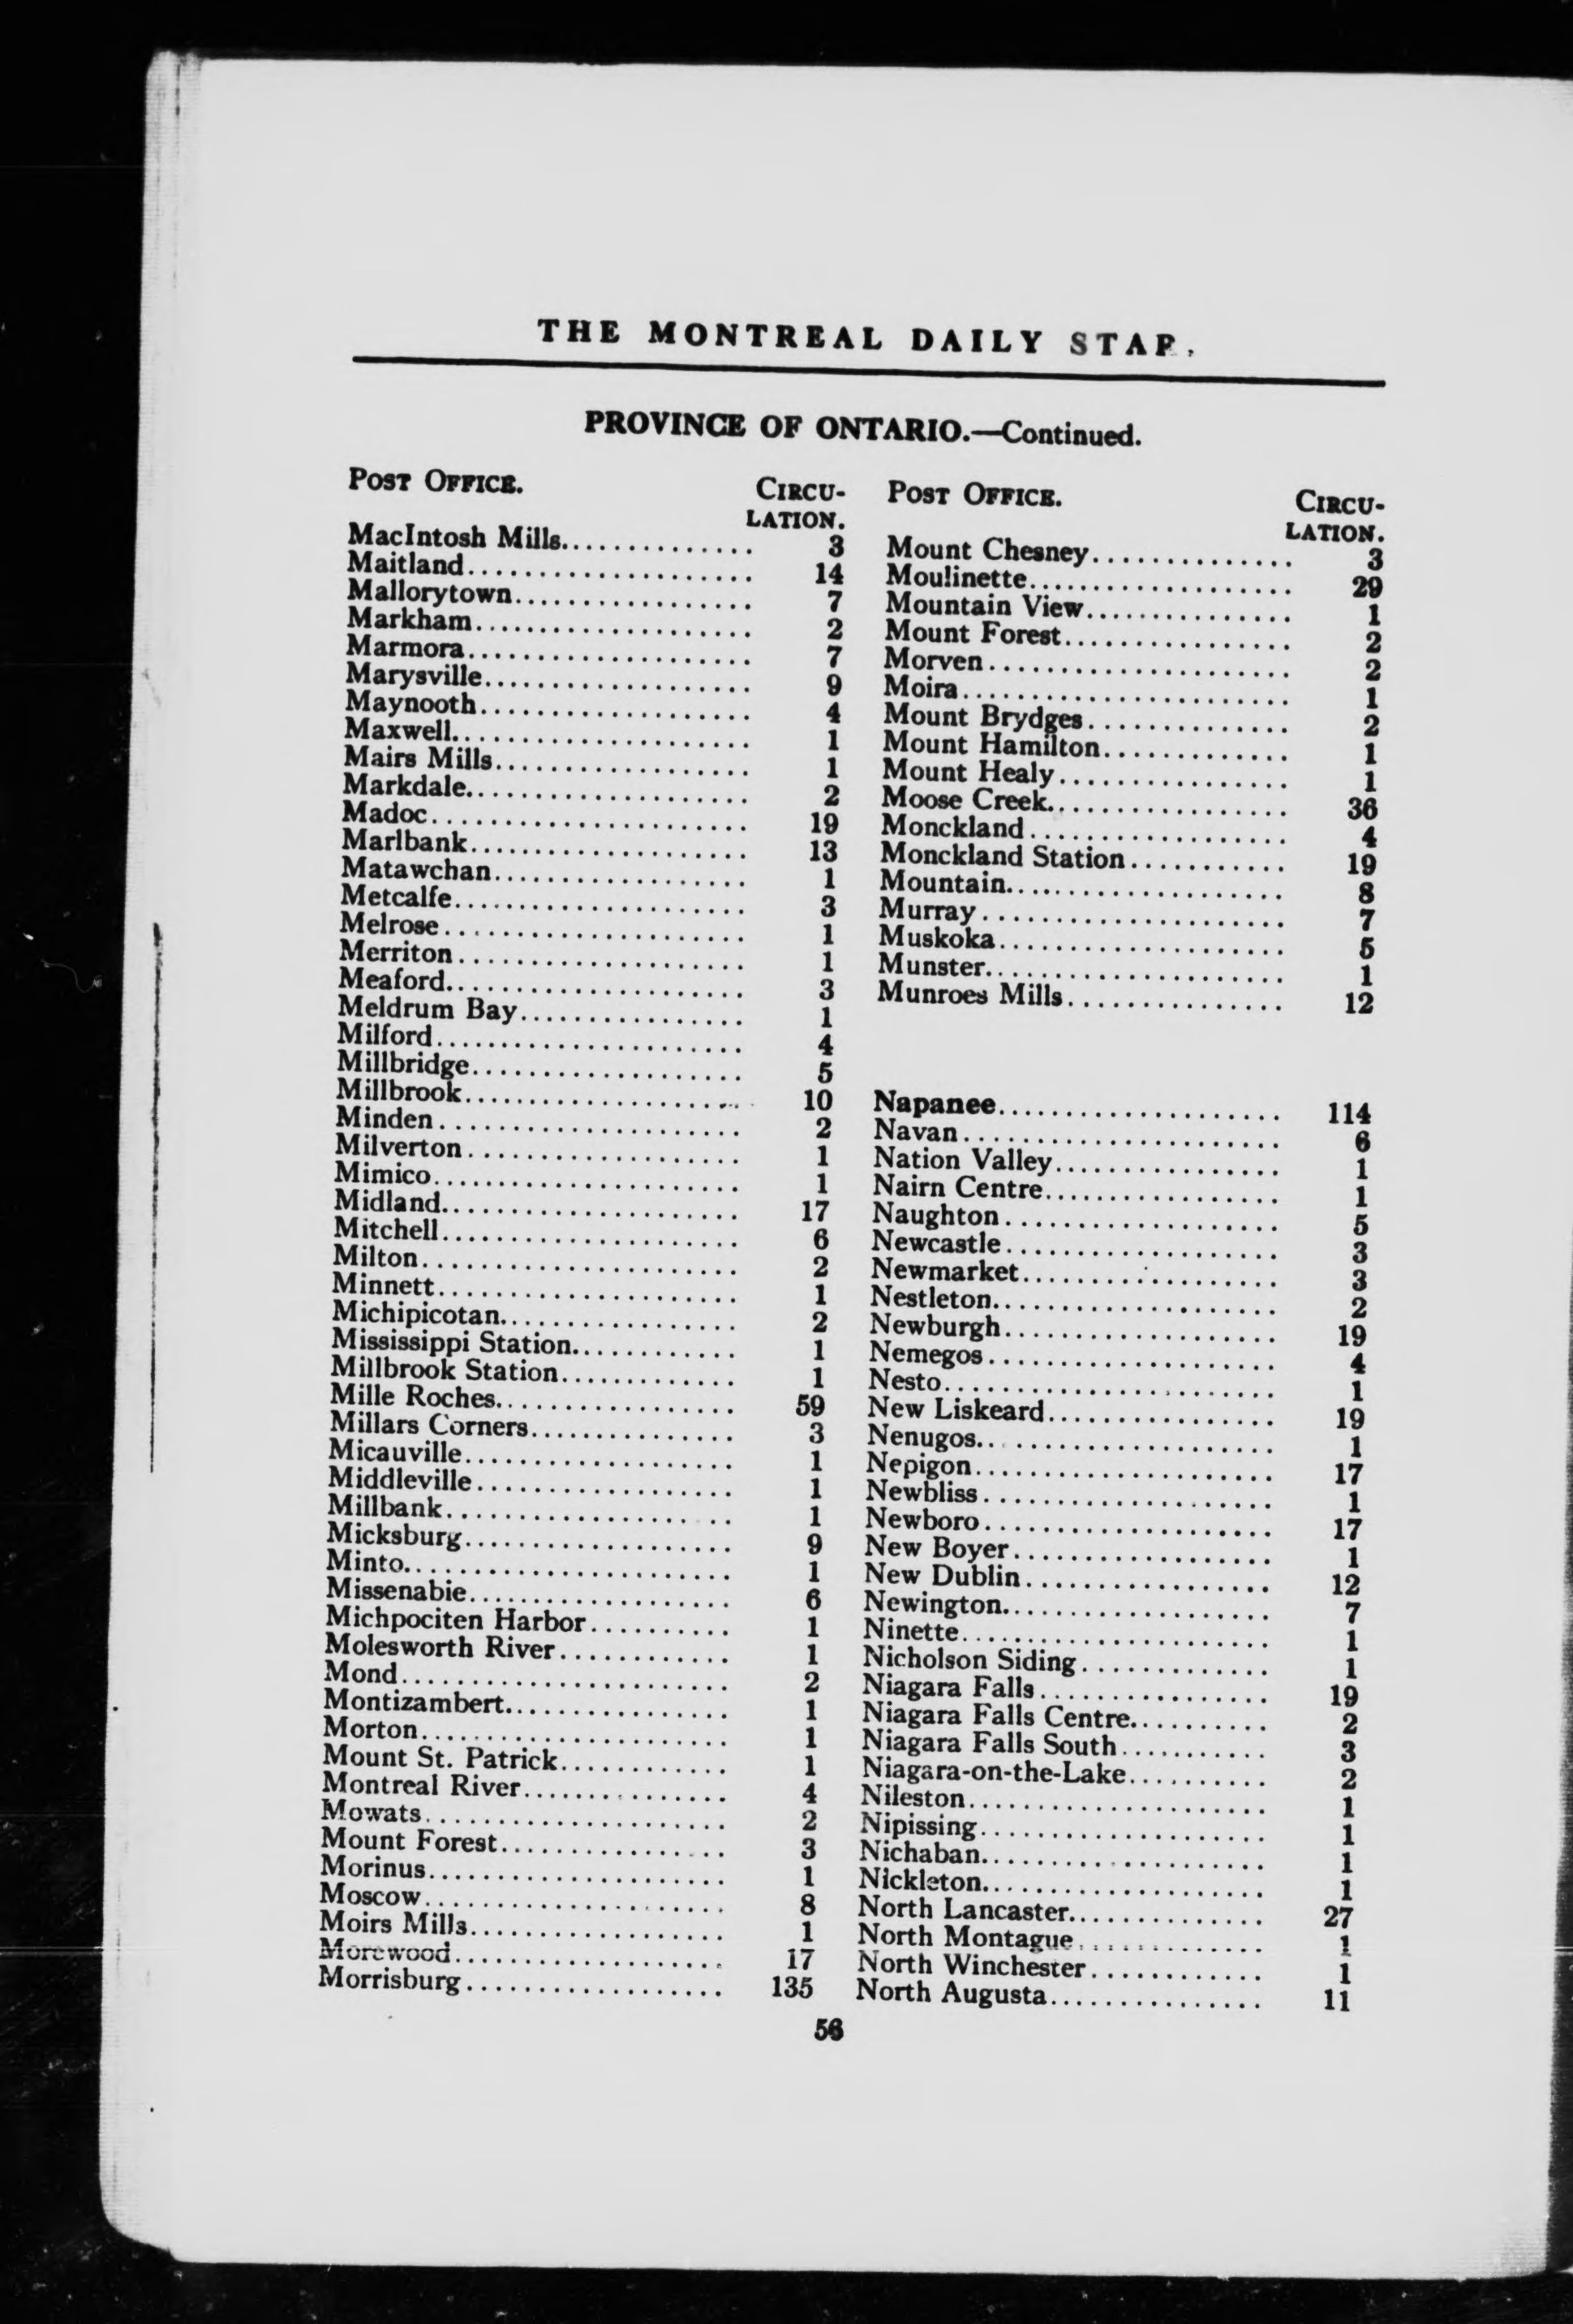 THE MONTREAL DAILY STAR.
PROVINCE OF ONTARIO.—Continued.
POST OFFICE. CIRCU-
LATION.
MacIntosh Mills.............. 3
Maitland..................... 14
Mallorytown.................. 7
Markham..................... 2
Marmora..................... 7
Marysville................... 9
Maynooth.................... 4
Maxwell...................... 1
Mairs Mills................... 1
Markdale..................... 2
Madoc....................... 19
Marlbank.................... 13
Matawchan.................. 1
Metcalfe..................... 3
Melrose...................... 1
Merriton..................... 1
Meaford...................... 3
Meldrum Bay................ 1
Milford....................... 4
Millbridge.................... 5
Millbrook.................... 10
Minden...................... 2
Milverton.................... 1
Mimico...................... 1
Midland...................... 17
Mitchell...................... 6
Milton....................... 2
Minnett...................... 1
Michipicotan................. 2
Mississippi Station............ 1
Millbrook Station............. 1
Mille Roches................. 59
Millars Corners............... 3
Micauville.................... 1
Middleville................... 1
Millbank..................... 1
Micksburg.................... 9
Minto........................ 1
Missenabie................... 6
Michpociten Harbor.......... 1
Molesworth River............ 1
Mond........................ 2
Montizambert................ 1
Morton...................... 1
Mount St. Patrick............ 1
Montreal River............... 4
Mowats...................... 2
Mount Forest................ 3
Morinus...................... 1
Moscow...................... 8
Moirs Mills................... 1
Morewood.................... 17
Morrisburg................... 135
POST OFFICE. CIRCU-
LATION.
Mount Chesney............... 3
Moulinette................... 29
Mountain View............... 1
Mount Forest................ 2
Morven...................... 2
Moira........................ 1
Mount Brydges............... 2
Mount Hamilton............. 1
Mount Healy................. 1
Moose Creek................. 36
Monckland................... 4
Monckland Station........... 19
Mountain.................... 8
Murray...................... 7
Muskoka..................... 5
Munster...................... 1
Munroes Mills................ 12
Napanee..................... 114
Navan....................... 6
Nation Valley................ 1
Nairn Centre................. 1
Naughton.................... 5
Newcastle.................... 3
Newmarket................... 3
Nestleton..................... 2
Newburgh.................... 19
Nemegos..................... 4
Nesto........................ 1
New Liskeard................ 19
Nenugos..................... 1
Nepigon...................... 17
Newbliss..................... 1
Newboro..................... 17
New Boyer................... 1
New Dublin.................. 12
Newington................... 7
Ninette....................... 1
Nicholson Siding............. 1
Niagara Falls................. 19
Niagara Falls Centre.......... 2
Niagara Falls South........... 3
Niagara-on-the-Lake.......... 2
Nileston...................... 1
Nipissing..................... 1
Nichaban..................... 1
Nickleton..................... 1
North Lancaster.............. 27
North Montague.............. 1
North Winchester............ 1
North Augusta............... 11
56